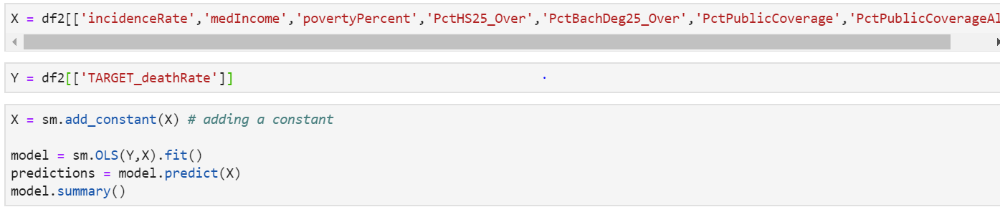 X = df2[['incidenceRate','medIncome','povertyPercent','PctHS25_Over','PctBachDeg25_Over','PctPublicCoverage','PctPublicCoverageAl
Y = df2[['TARGET_deathRate']]
X = sm.add_constant(X) # adding a constant
model = sm.OLS(Y,X).fit()
predictions = model.predict(X)
model.summary()